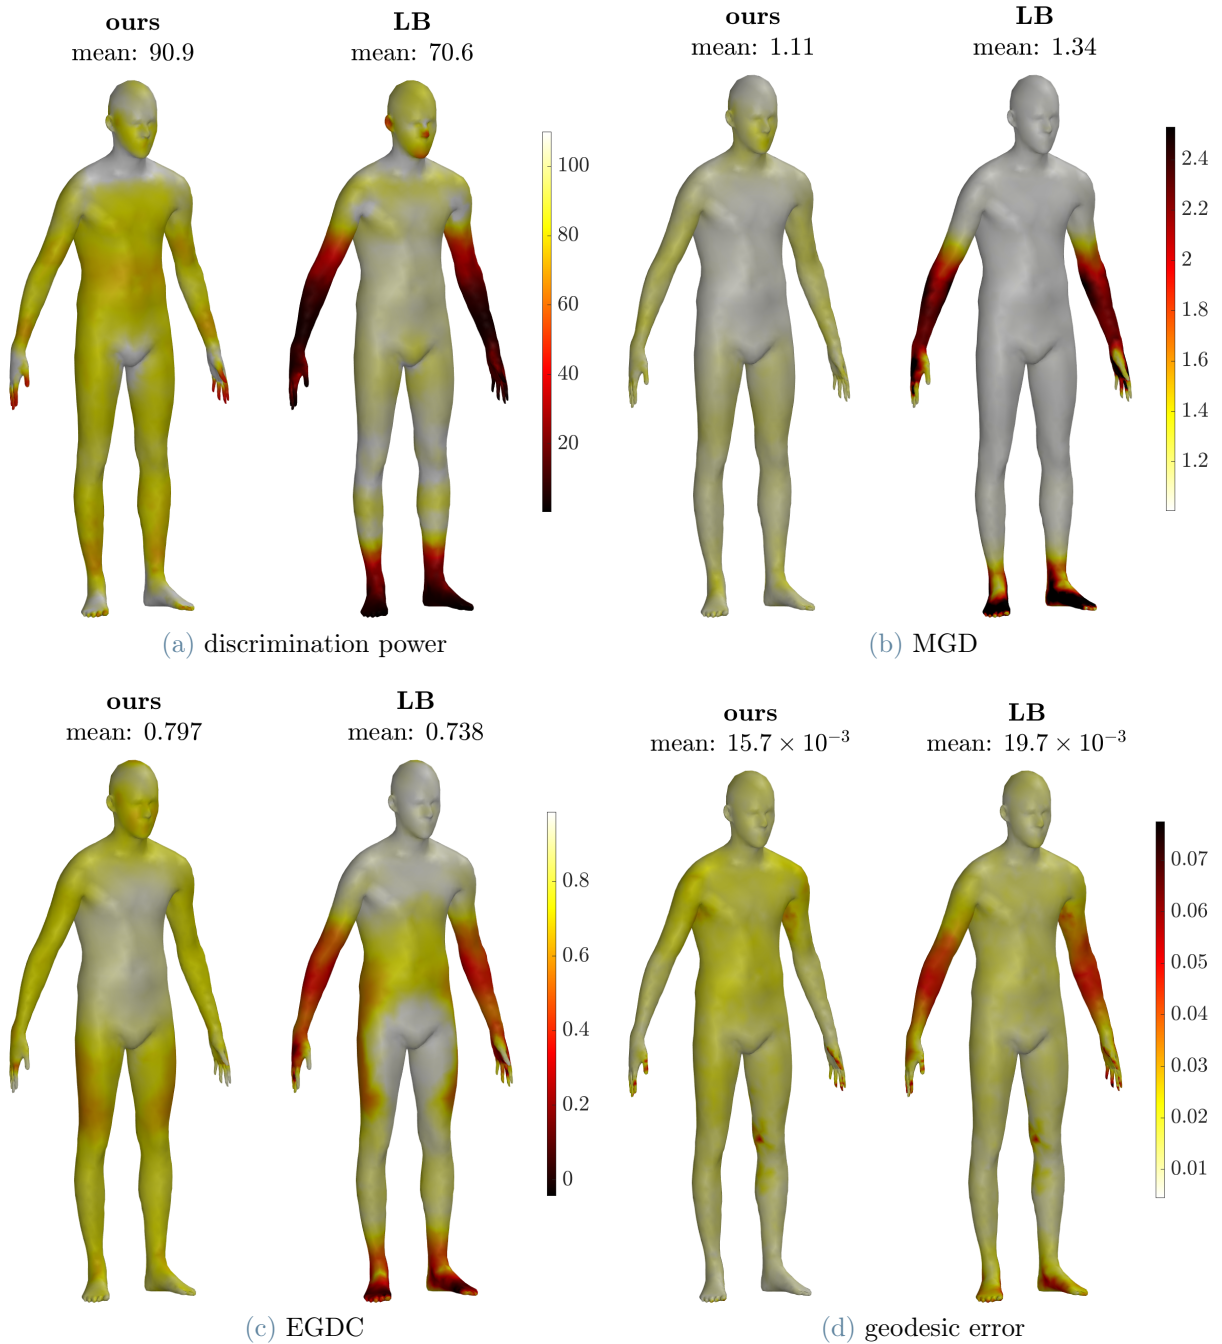 ours
mean: 90.9
LB
mean: 70.6
100
80
60
40
20
(a) discrimination power
ours
mean: 1.11
LB
mean: 1.34
2.4
2.2
2
1.8
1.6
1.4
1.2
(b) MGD
ours
mean: 0.797
LB
mean: 0.738
0.8
0.6
0.4
0.2
0
(c) EGDC
ours
mean: 15.7 × 10⁻³
LB
mean: 19.7 × 10⁻³
0.07
0.06
0.05
0.04
0.03
0.02
0.01
(d) geodesic error